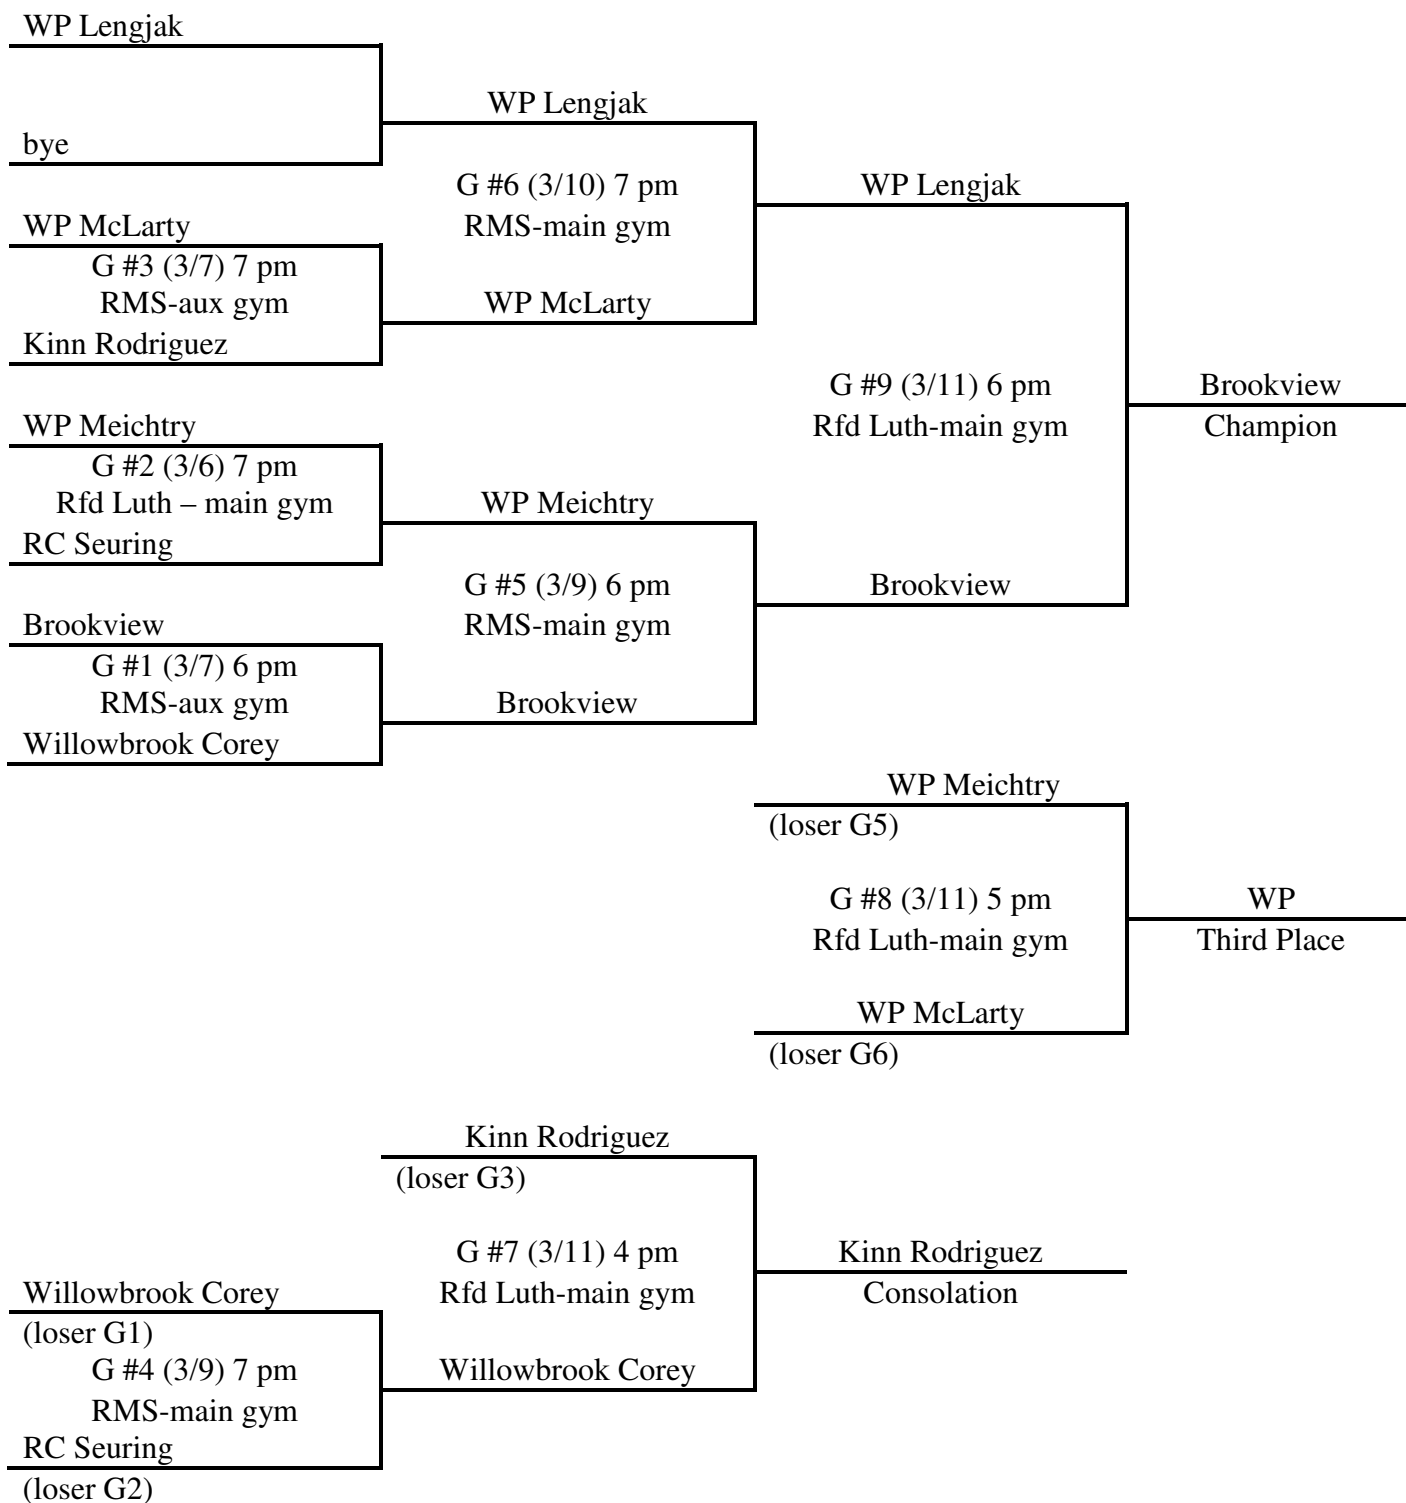 WP Lengjak
WP Lengjak
bye
G #6 (3/10) 7 pm
WP Lengjak
WP McLarty
RMS-main gym
G #3 (3/7) 7 pm
RMS-aux gym
WP McLarty
Kinn Rodriguez
G #9 (3/11) 6 pm
Brookview
WP Meichtry
Rfd Luth-main gym
Champion
G #2 (3/6) 7 pm
Rfd Luth – main gym
WP Meichtry
RC Seuring
G #5 (3/9) 6 pm
Brookview
Brookview
RMS-main gym
G #1 (3/7) 6 pm
RMS-aux gym
Brookview
Willowbrook Corey
WP Meichtry
(loser G5)
G #8 (3/11) 5 pm
WP
Rfd Luth-main gym
Third Place
WP McLarty
(loser G6)
Kinn Rodriguez
(loser G3)
G #7 (3/11) 4 pm
Kinn Rodriguez
Willowbrook Corey
Rfd Luth-main gym
Consolation
(loser G1)
G #4 (3/9) 7 pm
Willowbrook Corey
RMS-main gym
RC Seuring
(loser G2)